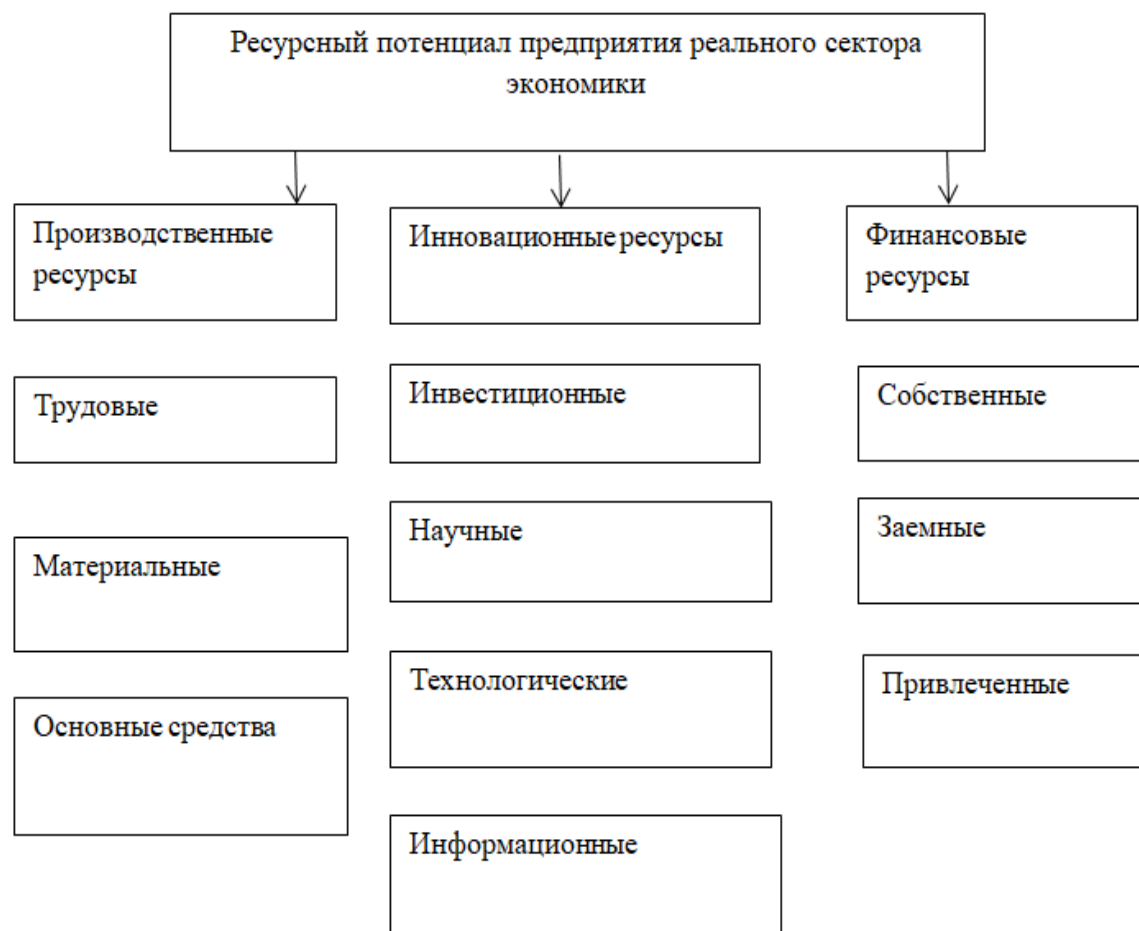 Ресурсный потенциал предприятия реального сектора
экономики
Производственные
ресурсы
Трудовые
Материальные
Основные средства
Инновационные ресурсы
Инвестиционные
Научные
Технологические
Информационные
Финансовые
ресурсы
Собственные
Заемные
Привлеченные